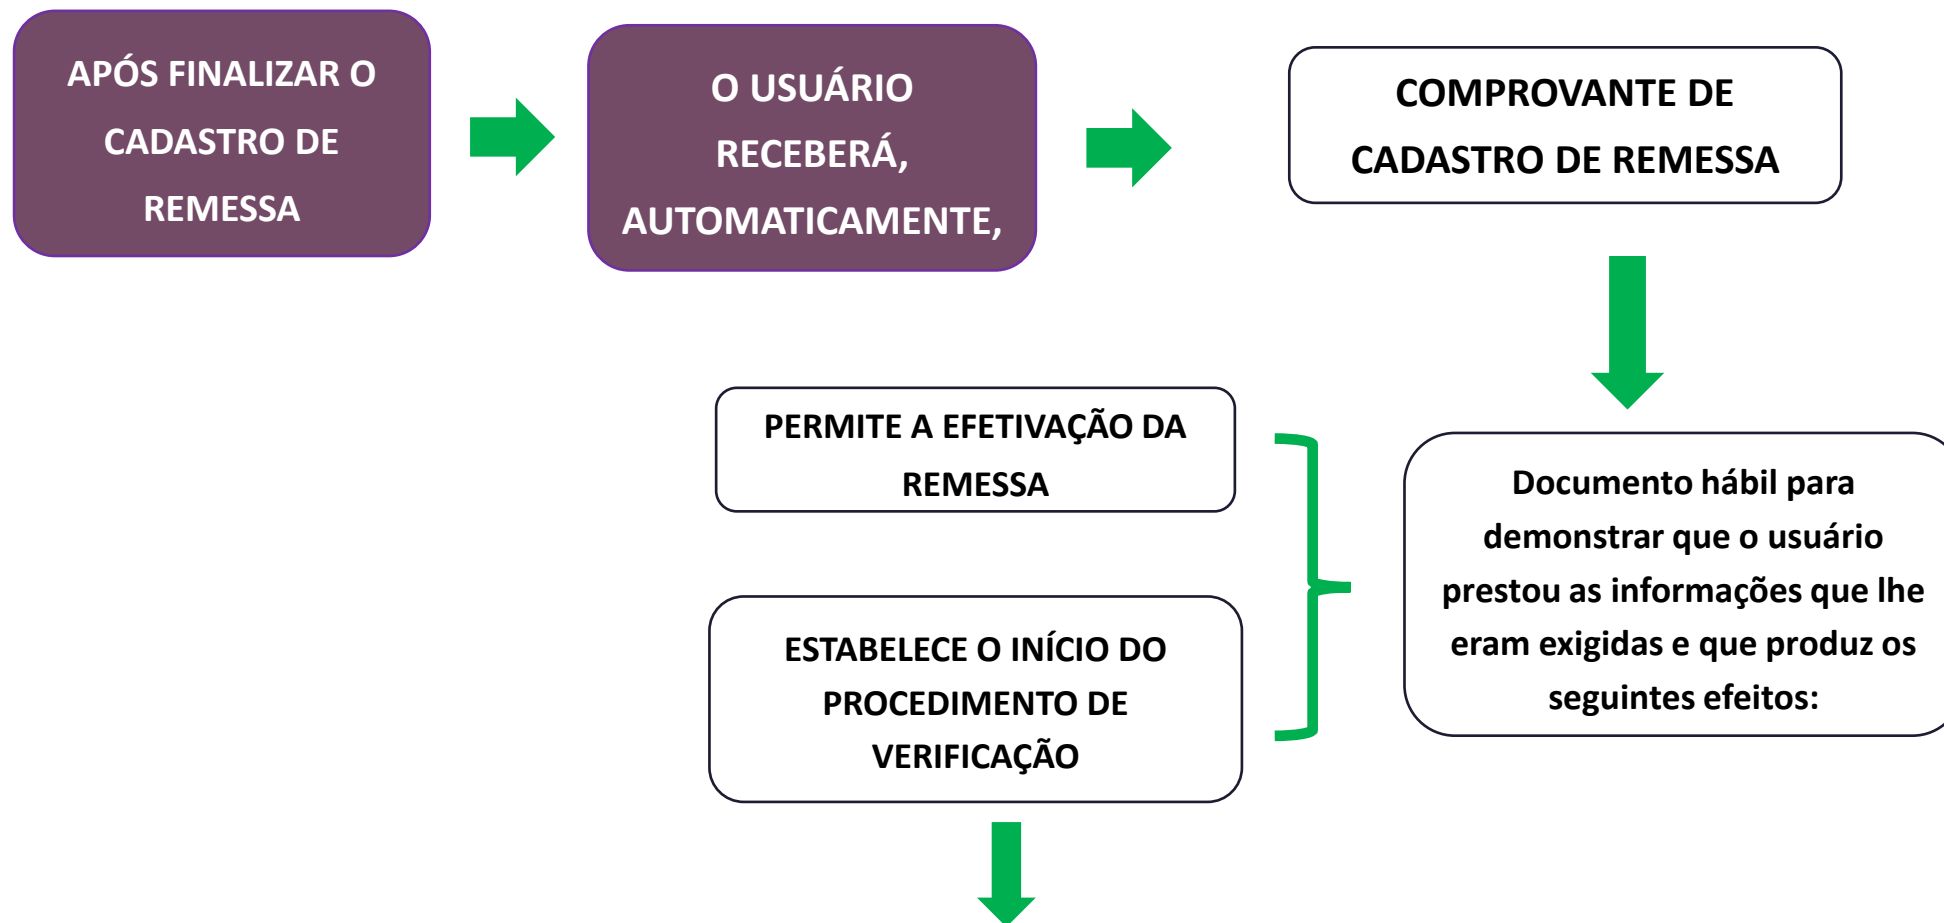 APÓS FINALIZAR O
CADASTRO DE
REMESSA
O USUÁRIO
RECEBERÁ,
AUTOMATICAMENTE,
COMPROVANTE DE
CADASTRO DE REMESSA
Documento hábil para
demonstrar que o usuário
prestou as informações que lhe
eram exigidas e que produz os
seguintes efeitos:
PERMITE A EFETIVAÇÃO DA
REMESSA
ESTABELECE O INÍCIO DO
PROCEDIMENTO DE
VERIFICAÇÃO